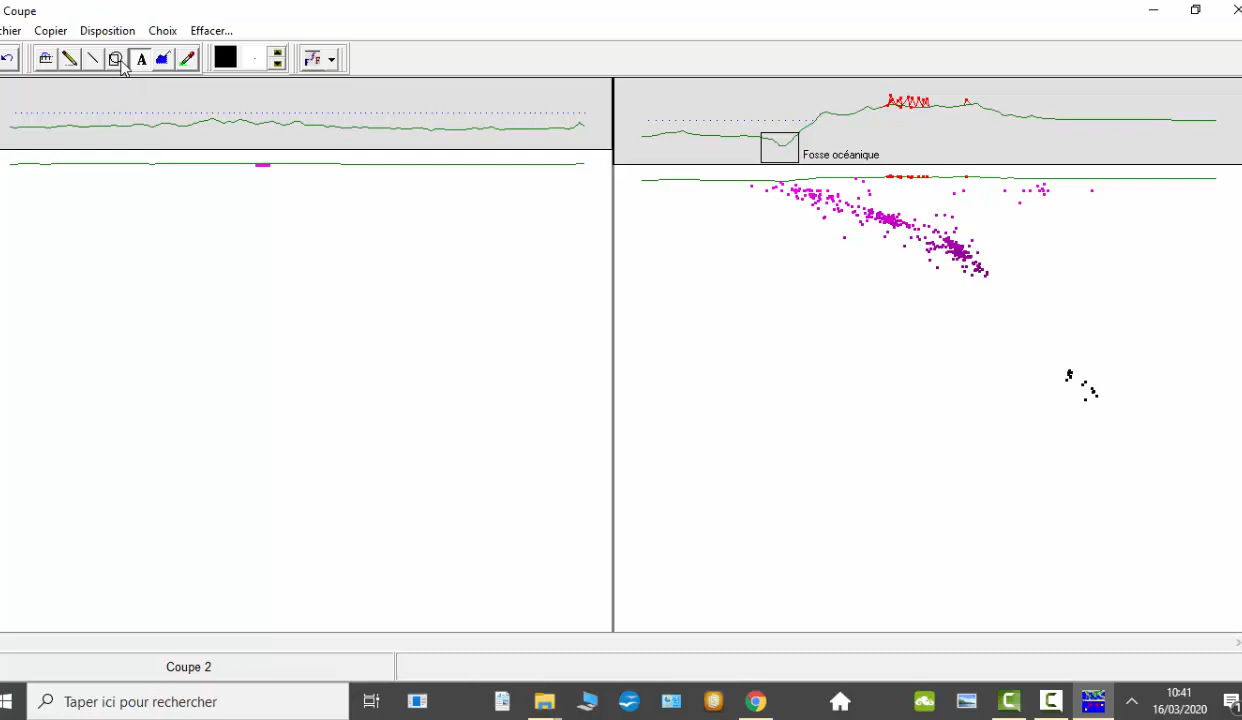 Coupe
chier Copier Disposition Choix Effacer...
A
Fosse océanique
Coupe 2
Taper ici pour rechercher
10:41
16/03/2020
1